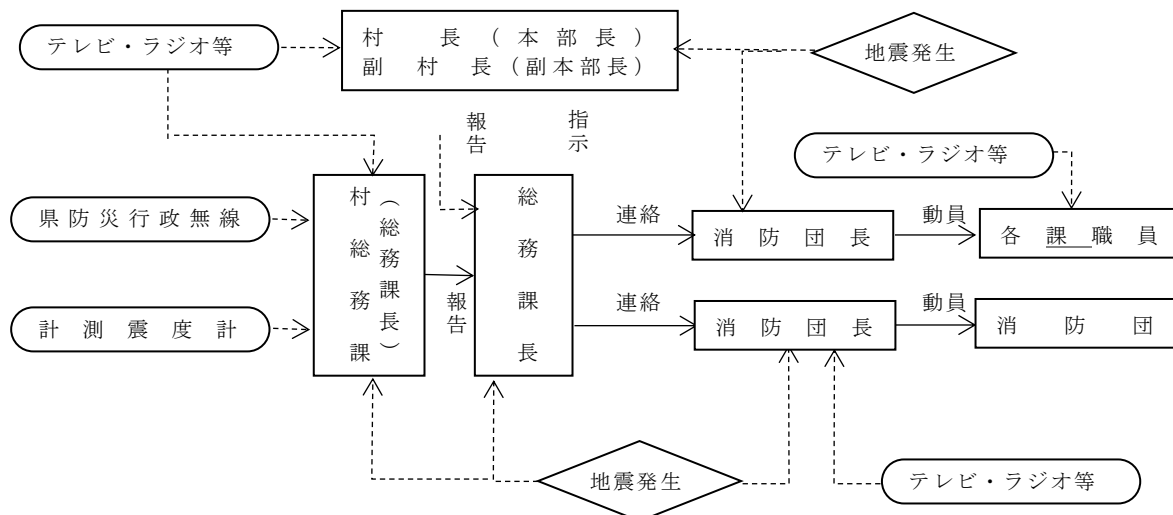 テレビ・ラジオ等
村長（本部長）
副村長（副本部長）
地震発生
報告
指示
テレビ・ラジオ等
県防災行政無線
村総務課
（総務課長）
総務課長
連絡
消防団長
動員
各課職員
計測震度計
報告
連絡
消防団長
動員
消防団
地震発生
テレビ・ラジオ等